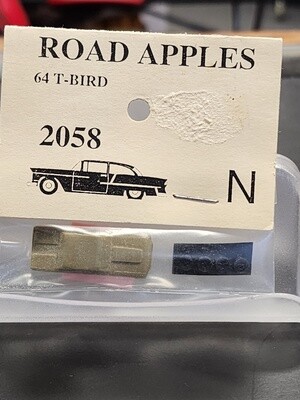 ROAD APPLES
64 T-BIRD
2058
N